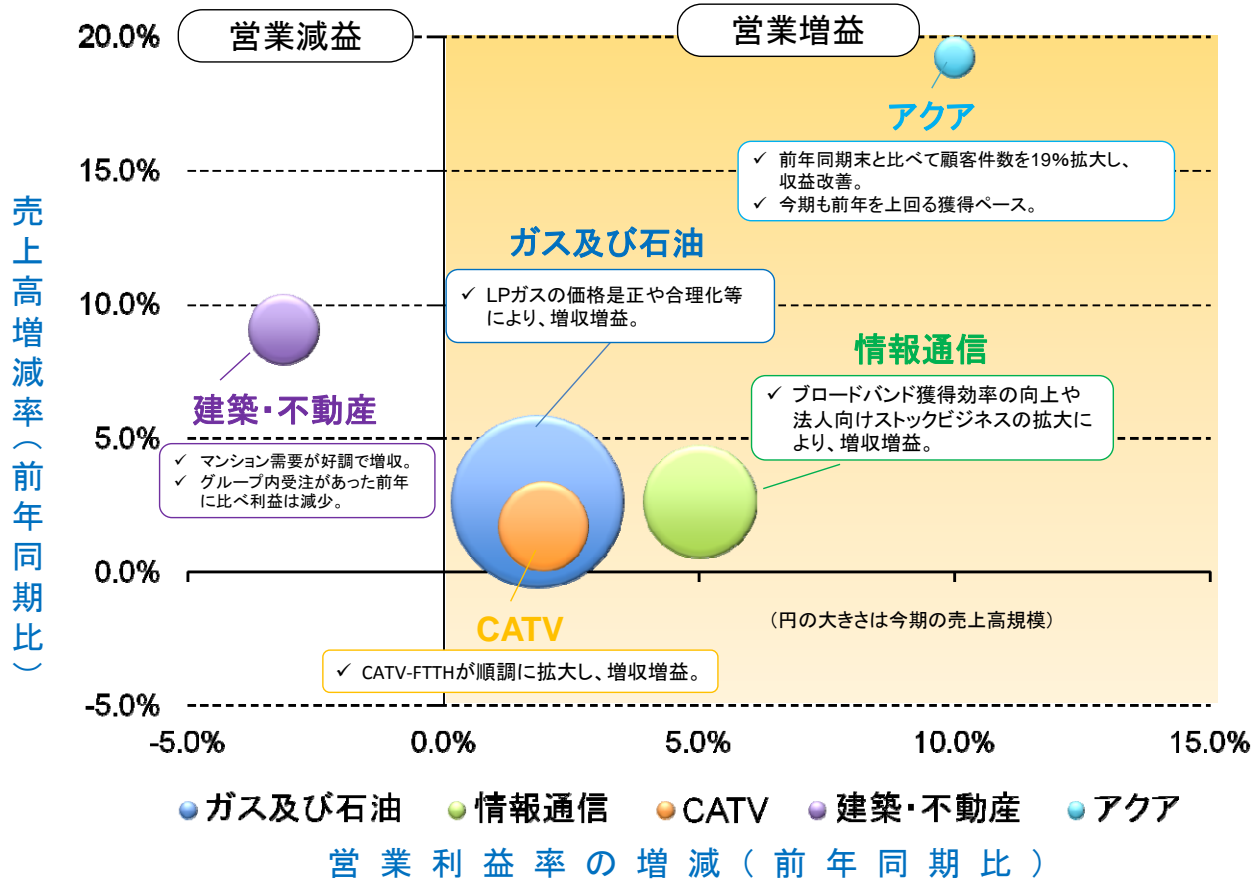 営業減益
営業増益
売上高増減率(前年同期比)
20.0%
15.0%
10.0%
5.0%
0.0%
-5.0%
アクア
✓ 前年同期末と比べて顧客件数を19%拡大し、
収益改善。
✓ 今期も前年を上回る獲得ペース。
ガス及び石油
✓ LPガスの価格是正や合理化等
により、増収増益。
情報通信
✓ ブロードバンド獲得効率の向上や
法人向けストックビジネスの拡大に
より、増収増益。
建築・不動産
✓ マンション需要が好調で増収。
✓ グループ内受注があった前年
に比べ利益は減少。
CATV
✓ CATV-FTTHが順調に拡大し、増収増益。
(円の大きさは今期の売上高規模)
-5.0%
0.0%
5.0%
10.0%
15.0%
ガス及び石油
情報通信
CATV
建築・不動産
アクア
営業利益率の増減(前年同期比)